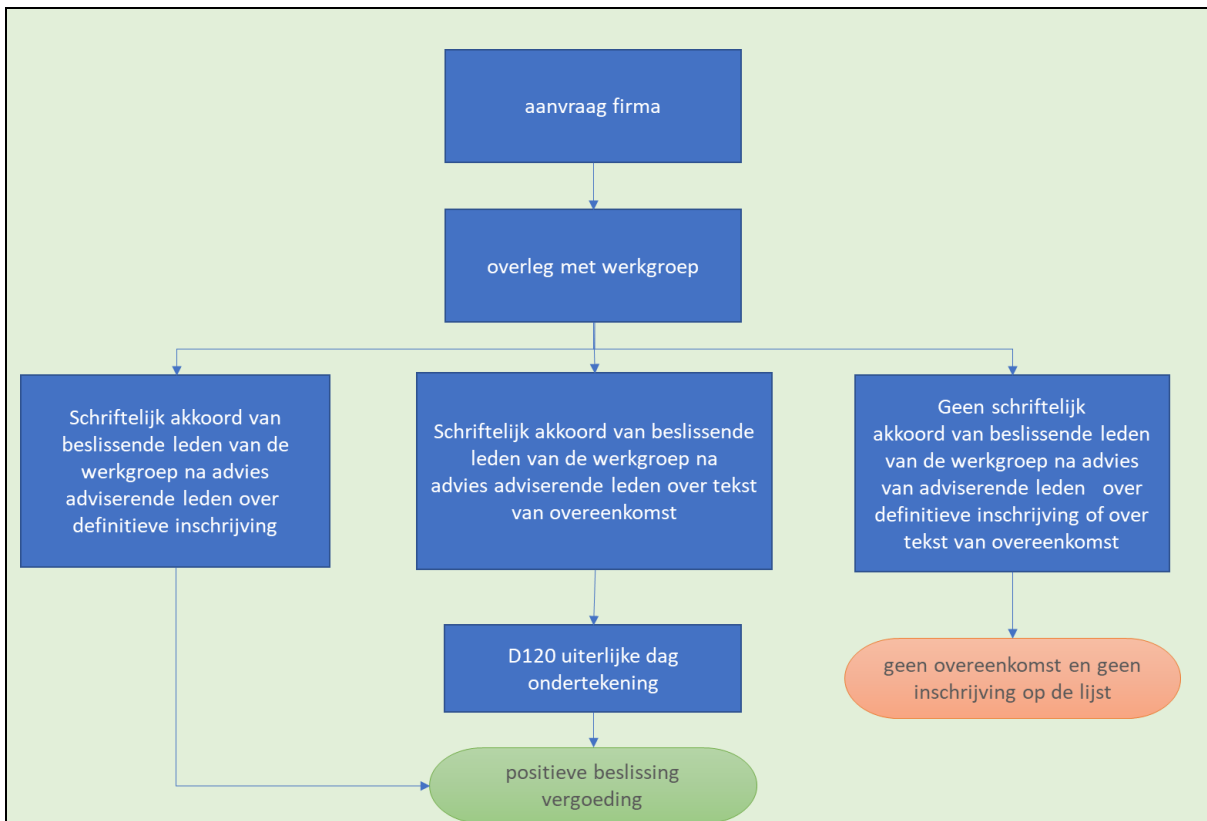 aanvraag firma
overleg met werkgroep
Schriftelijk akkoord van
beslissende leden van de
werkgroep na advies
adviserende leden over
definitieve inschrijving
Schriftelijk akkoord van beslissende
leden van de werkgroep na
advies adviserende leden over tekst
van overeenkomst
Geen schriftelijk
akkoord van beslissende leden
van de werkgroep na advies
van adviserende leden over
definitieve inschrijving of over
tekst van overeenkomst
D120 uiterlijke dag
ondertekening
geen overeenkomst en geen
inschrijving op de lijst
positieve beslissing
vergoeding